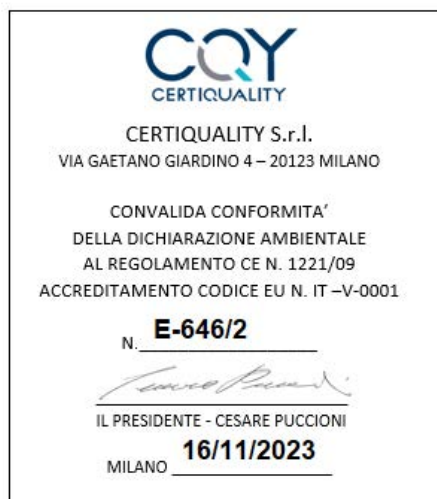 CQY
CERTIQUALITY
CERTIQUALITY S.r.l.
VIA GAETANO GIARDINO 4 – 20123 MILANO
CONVALIDA CONFORMITA’
DELLA DICHIARAZIONE AMBIENTALE
AL REGOLAMENTO CE N. 1221/09
ACCREDITAMENTO CODICE EU N. IT –V-0001
N. E-646/2
IL PRESIDENTE - CESARE PUCCIONI
MILANO 16/11/2023